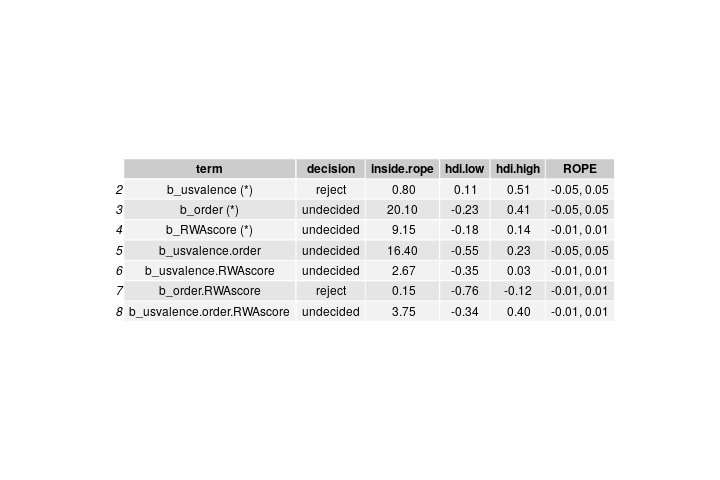 term decision inside.rope hdi.low hdi.high ROPE
2 b_usvalence (*) reject 0.80 0.11 0.51 -0.05, 0.05
3 b_order (*) undecided 20.10 -0.23 0.41 -0.05, 0.05
4 b_RWAscore (*) undecided 9.15 -0.18 0.14 -0.01, 0.01
5 b_usvalence.order undecided 16.40 -0.55 0.23 -0.05, 0.05
6 b_usvalence.RWAscore undecided 2.67 -0.35 0.03 -0.01, 0.01
7 b_order.RWAscore reject 0.15 -0.76 -0.12 -0.01, 0.01
8 b_usvalence.order.RWAscore undecided 3.75 -0.34 0.40 -0.01, 0.01